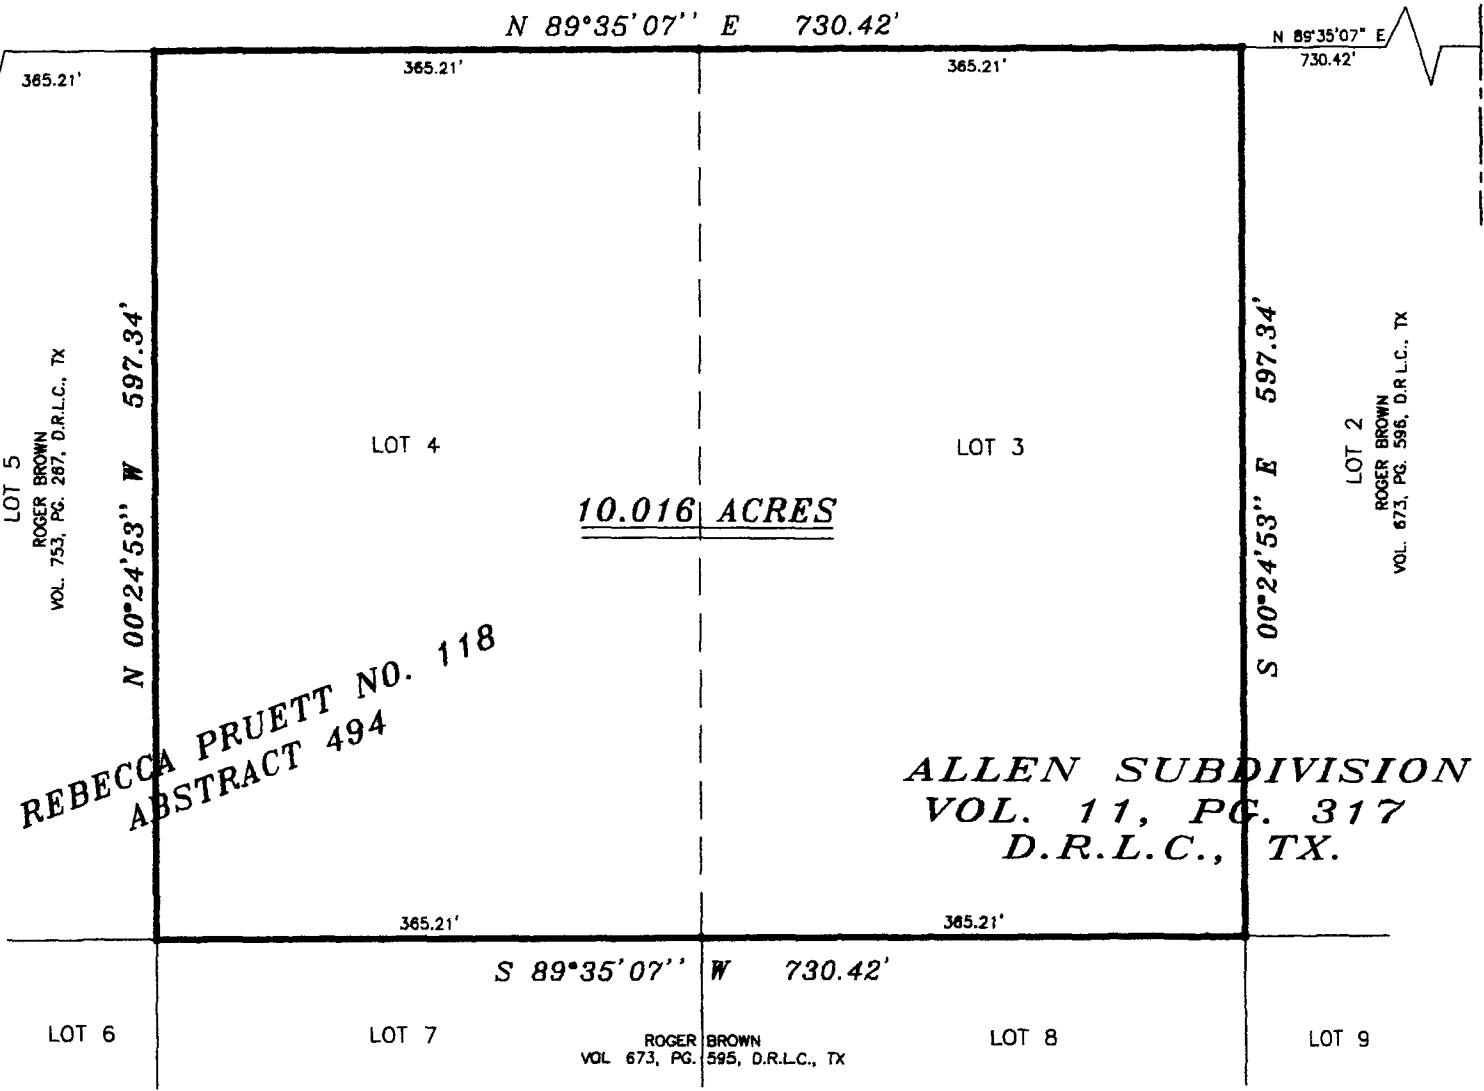 N 89°35'07'' E 730.42'
N 89°35'07" E
730.42'
365.21'
365.21'
365.21'
N 00°24'53'' W 597.34'
S 00°24'53'' E 597.34'
LOT 5
ROGER BROWN
VOL. 753, PG. 287, D.R.L.C., TX
LOT 4
LOT 3
LOT 2
ROGER BROWN
VOL. 673, PG. 596, D.R.L.C., TX
10.016 ACRES
REBECCA PRUETT NO. 118
ABSTRACT 494
ALLEN SUBDIVISION
VOL. 11, PG. 317
D.R.L.C., TX.
365.21'
365.21'
S 89°35'07'' W 730.42'
LOT 6
LOT 7
ROGER BROWN
VOL 673, PG. 595, D.R.L.C., TX
LOT 8
LOT 9